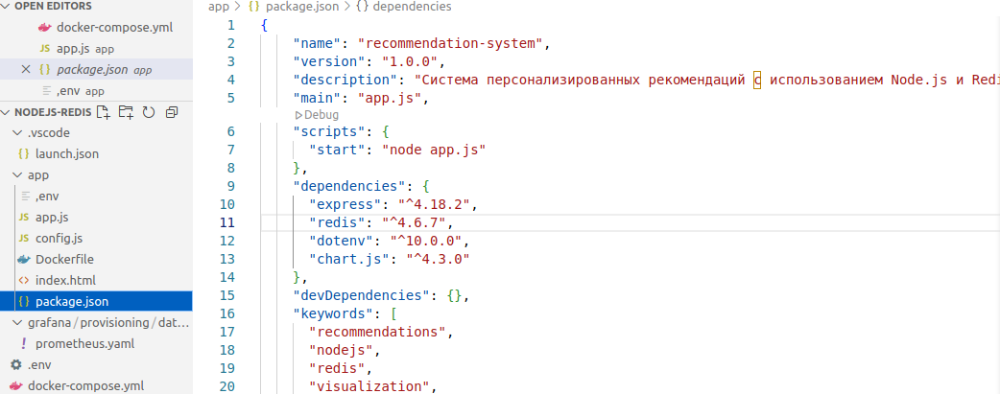 OPEN EDITORS
docker-compose.yml
JS app.js app
{} package.json app
,env app
NODEJS-REDIS
.vscode
{} launch.json
app
,env
JS app.js
JS config.js
Dockerfile
<> index.html
{} package.json
grafana / provisioning / dat...
! prometheus.yaml
.env
docker-compose.yml
app > {} package.json > {} dependencies
1 {
2 "name": "recommendation-system",
3 "version": "1.0.0",
4 "description": "Система персонализированных рекомендаций с использованием Node.js и Redi
5 "main": "app.js",
Debug
6 "scripts": {
7 "start": "node app.js"
8 },
9 "dependencies": {
10 "express": "^4.18.2",
11 "redis": "^4.6.7",
12 "dotenv": "^10.0.0",
13 "chart.js": "^4.3.0"
14 },
15 "devDependencies": {},
16 "keywords": [
17 "recommendations",
18 "nodejs",
19 "redis",
20 "visualization",